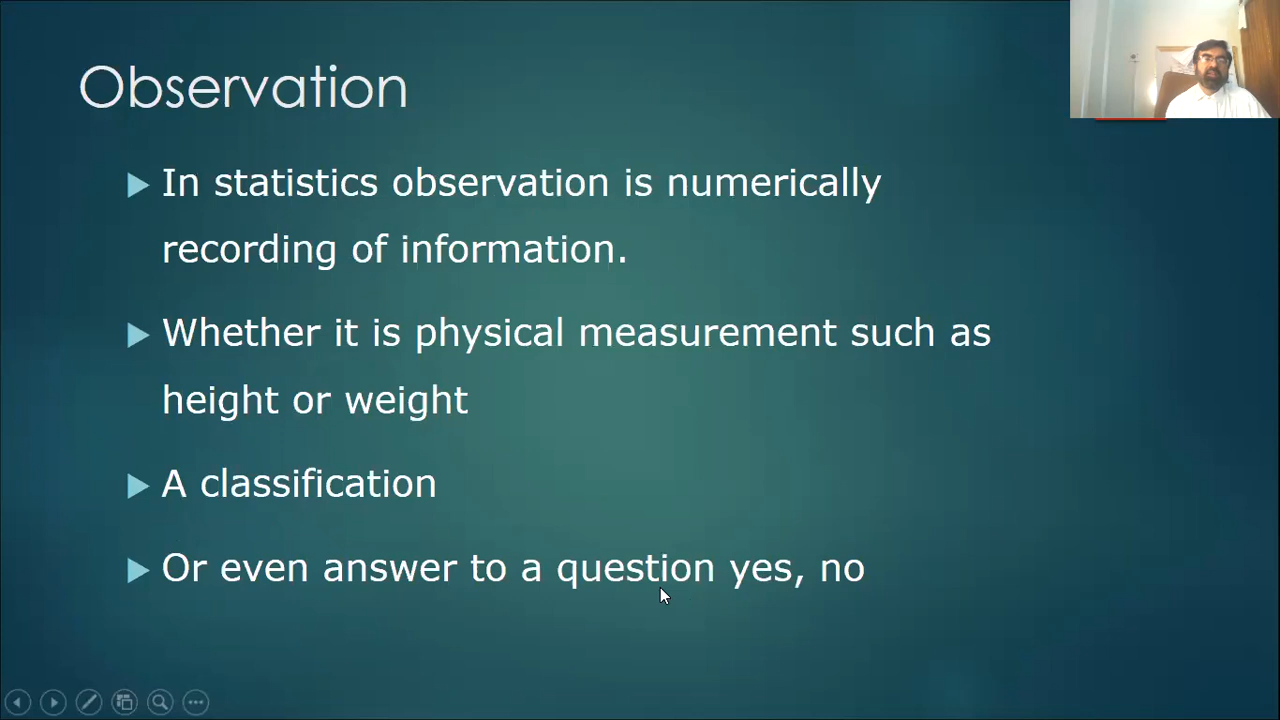 Observation
In statistics observation is numerically
recording of information.
Whether it is physical measurement such as
height or weight
A classification
Or even answer to a question yes, no